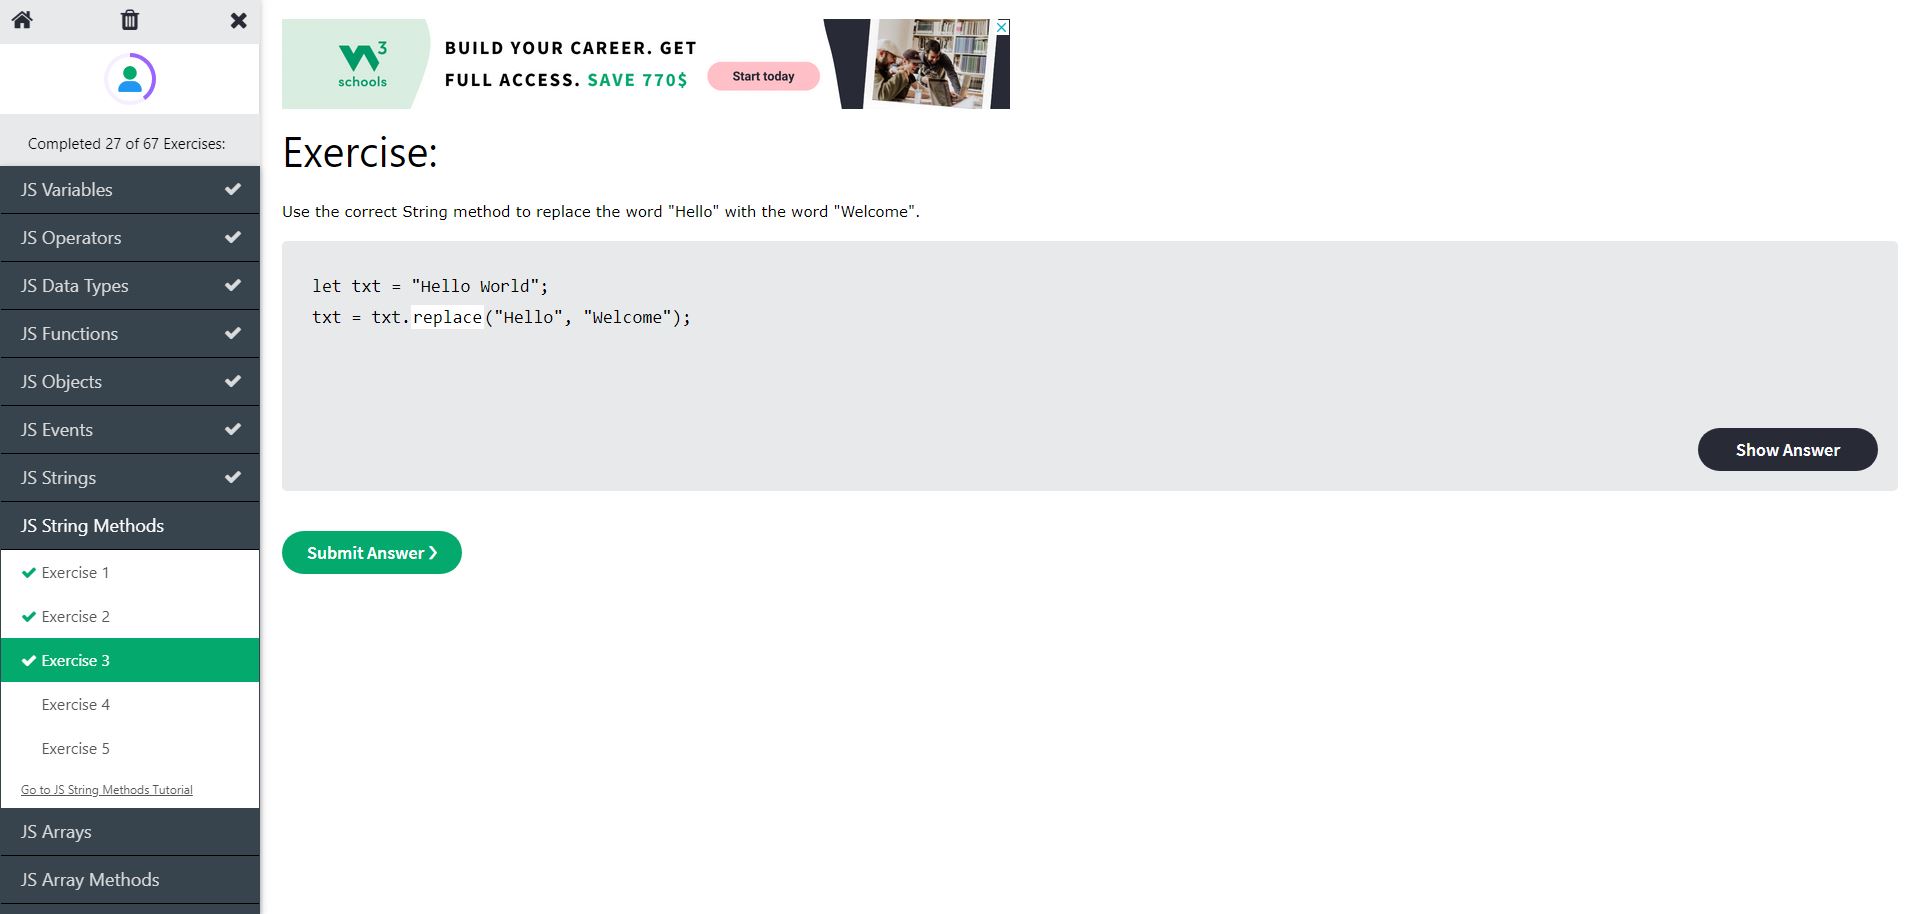 Completed 27 of 67 Exercises:
JS Variables
JS Operators
JS Data Types
JS Functions
JS Objects
JS Events
JS Strings
JS String Methods
Exercise 1
Exercise 2
Exercise 3
Exercise 4
Exercise 5
Go to JS String Methods Tutorial
JS Arrays
JS Array Methods
W3
schools
BUILD YOUR CAREER. GET
FULL ACCESS. SAVE 770$
Start today
Exercise:
Use the correct String method to replace the word "Hello" with the word "Welcome".
let txt = "Hello World";
txt = txt.replace("Hello", "Welcome");
Show Answer
Submit Answer ❯